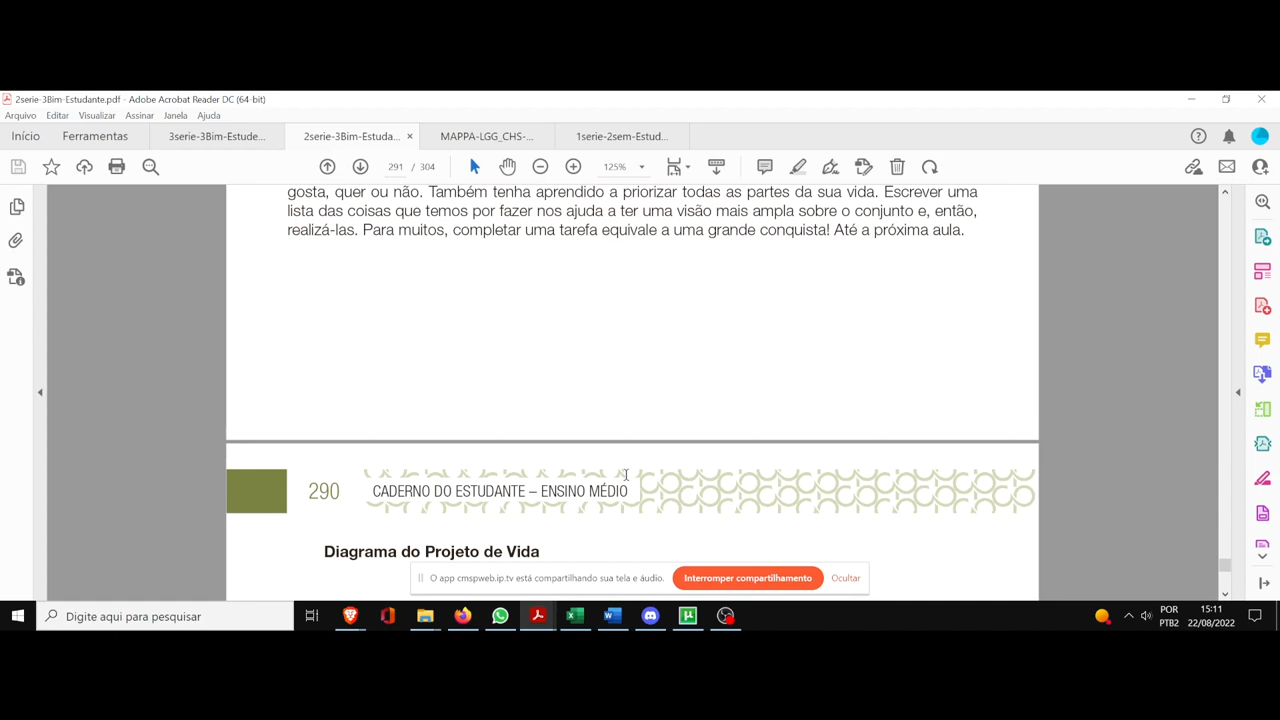 2serie-3Bim-Estudante.pdf - Adobe Acrobat Reader DC (64-bit)
Arquivo Editar Visualizar Assinar Janela Ajuda
Início Ferramentas 3serie-3Bim-Estude... 2serie-3Bim-Estuda... × MAPPA-LGG_CHS-... 1serie-2sem-Estud...
291 / 304 125%
gosta, quer ou não. Também tenha aprendido a priorizar todas as partes da sua vida. Escrever uma
lista das coisas que temos por fazer nos ajuda a ter uma visão mais ampla sobre o conjunto e, então,
realizá-las. Para muitos, completar uma tarefa equivale a uma grande conquista! Até a próxima aula.
290 CADERNO DO ESTUDANTE – ENSINO MÉDIO
Diagrama do Projeto de Vida
O app cmspweb.ip.tv está compartilhando sua tela e áudio. Interromper compartilhamento Ocultar
Digite aqui para pesquisar
POR 15:11
PTB2 22/08/2022